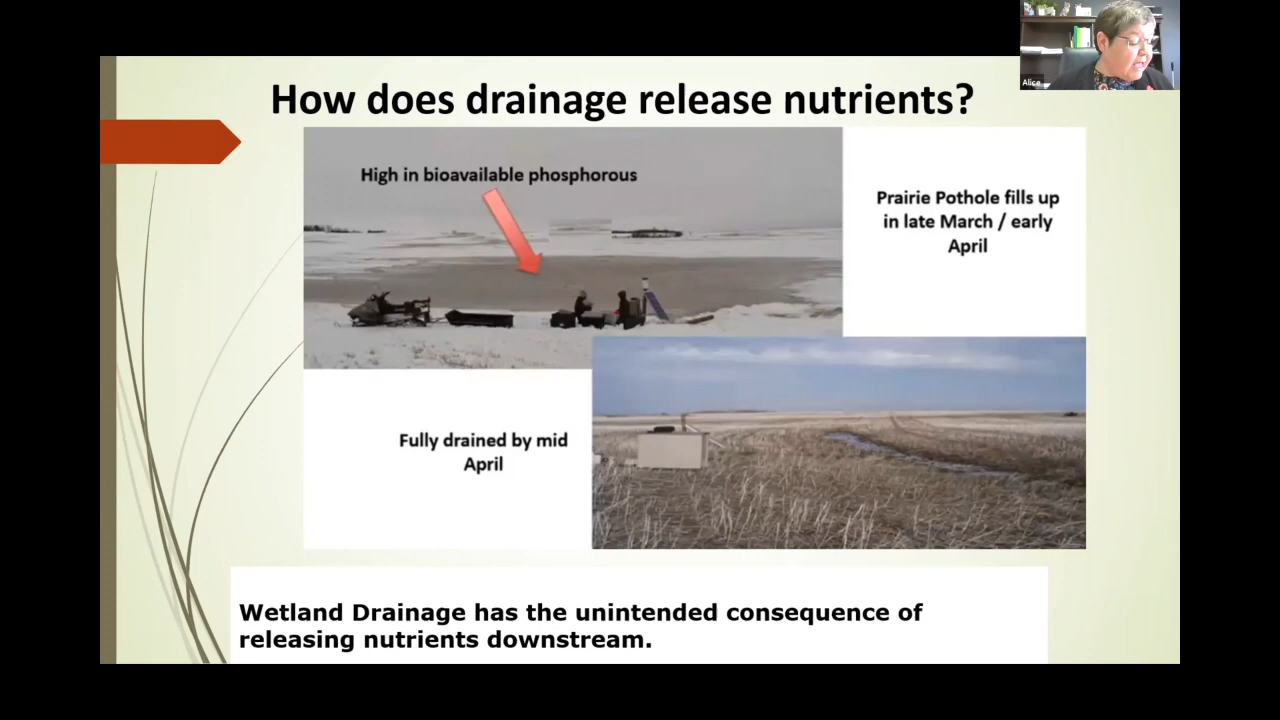 How does drainage release nutrients?
Alice
High in bioavailable phosphorous
Prairie Pothole fills up
in late March / early
April
Fully drained by mid
April
Wetland Drainage has the unintended consequence of
releasing nutrients downstream.